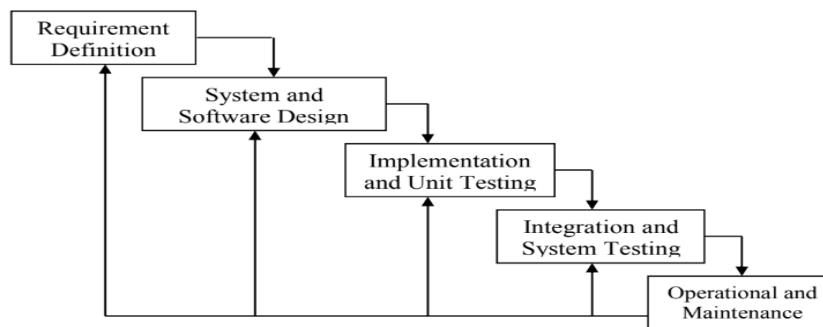 Requirement
Definition
System and
Software Design
Implementation
and Unit Testing
Integration and
System Testing
Operational and
Maintenance